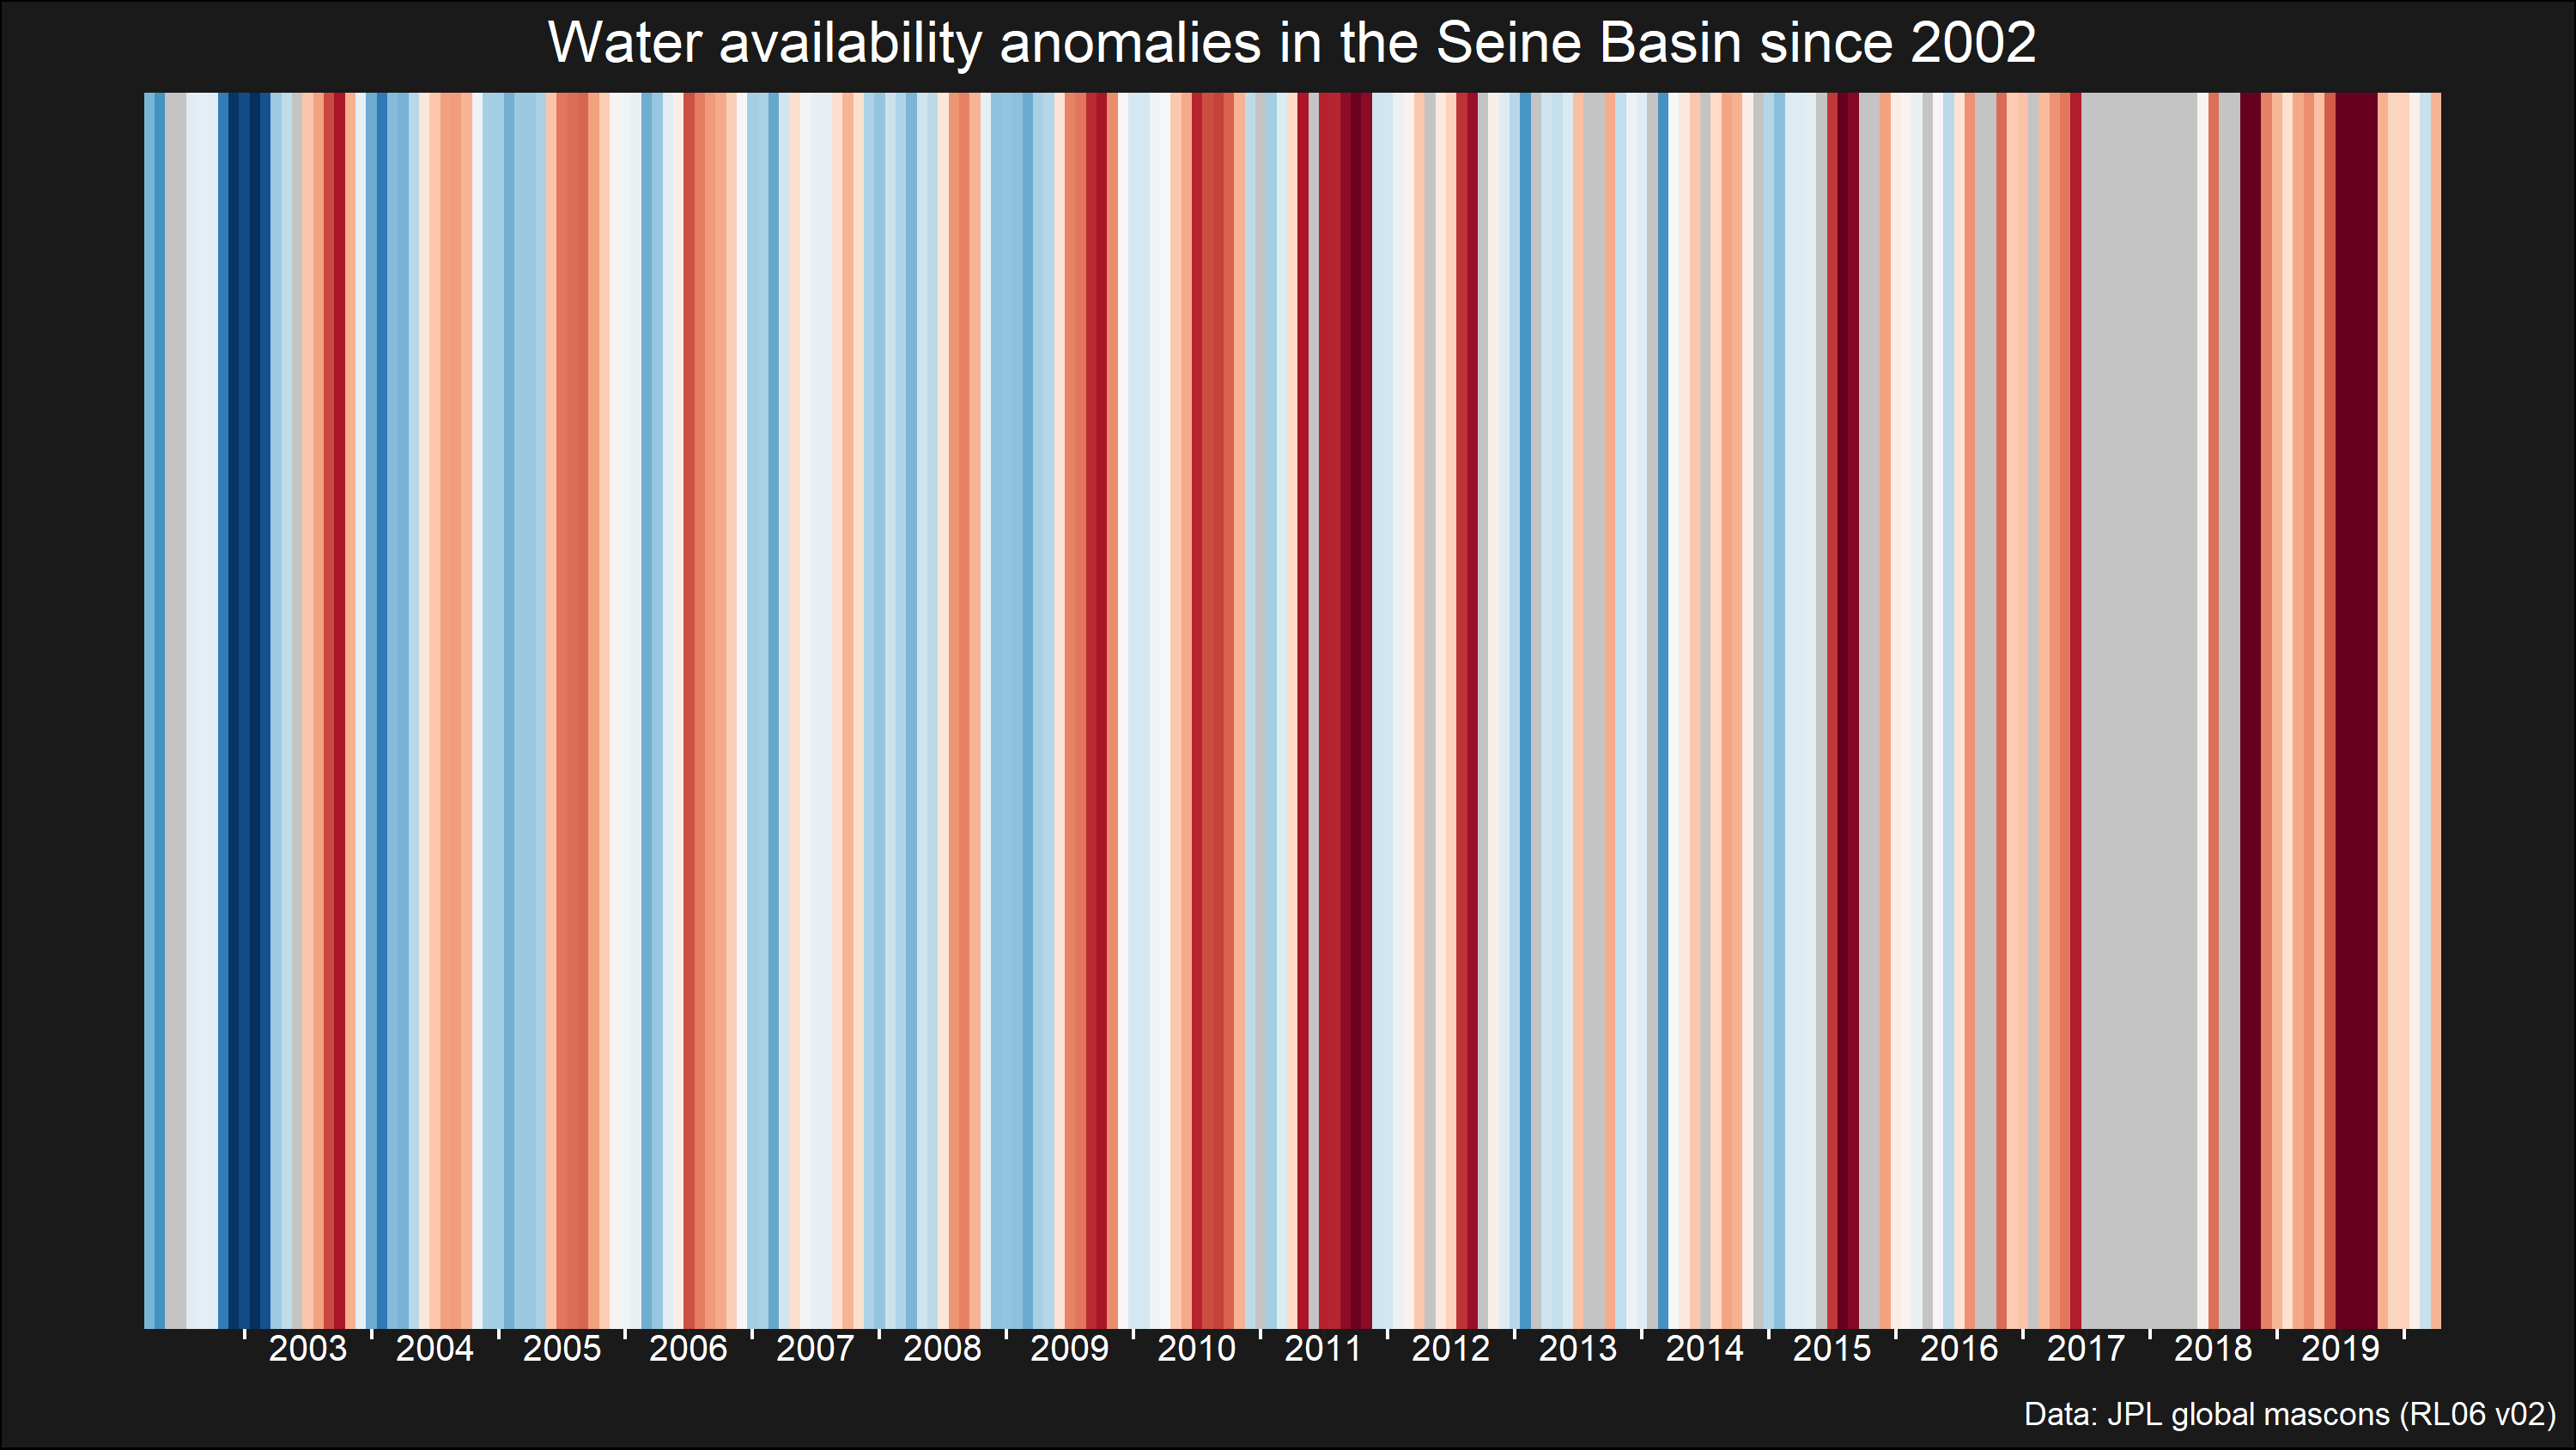 Water availability anomalies in the Seine Basin since 2002
2003 2004 2005 2006 2007 2008 2009 2010 2011 2012 2013 2014 2015 2016 2017 2018 2019
Data: JPL global mascons (RL06 v02)